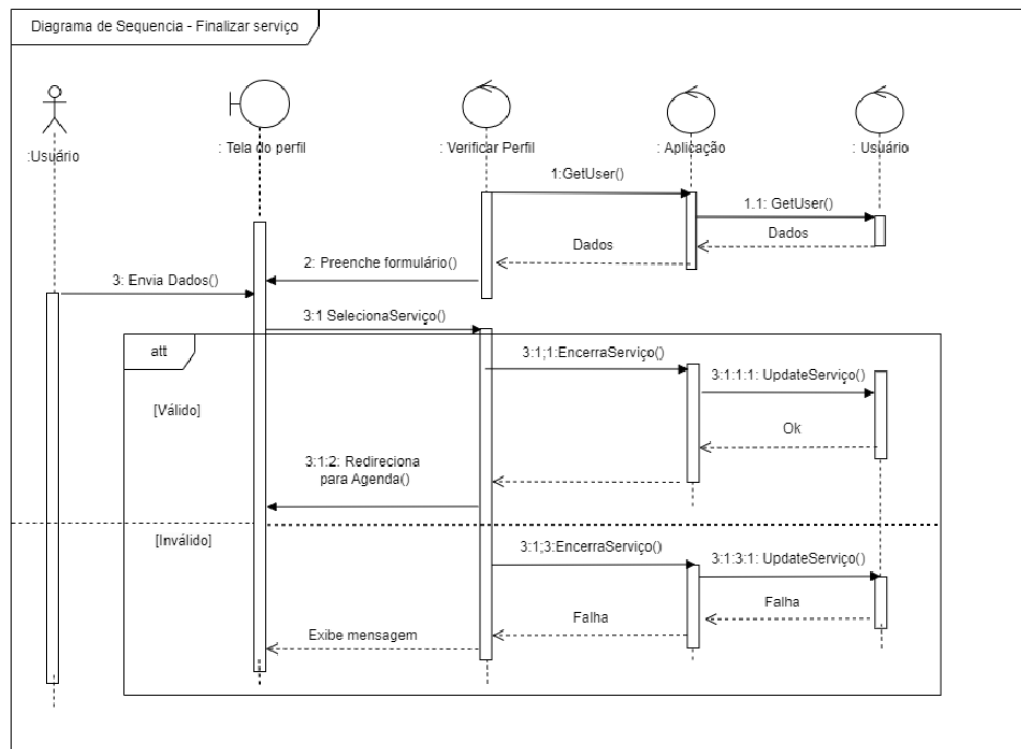 Diagrama de Sequencia - Finalizar serviço
:Usuário
: Tela do perfil
: Verificar Perfil
: Aplicação
: Usuário
1:GetUser()
1.1: GetUser()
Dados
Dados
2: Preenche formulário()
3: Envia Dados()
3:1 SelecionaServiço()
att
3:1;1:EncerraServiço()
3:1:1:1: UpdateServiço()
[Válido]
Ok
3:1:2: Redireciona
para Agenda()
[Inválido]
3:1;3:EncerraServiço()
3:1:3:1: UpdateServiço()
Falha
Falha
Exibe mensagem